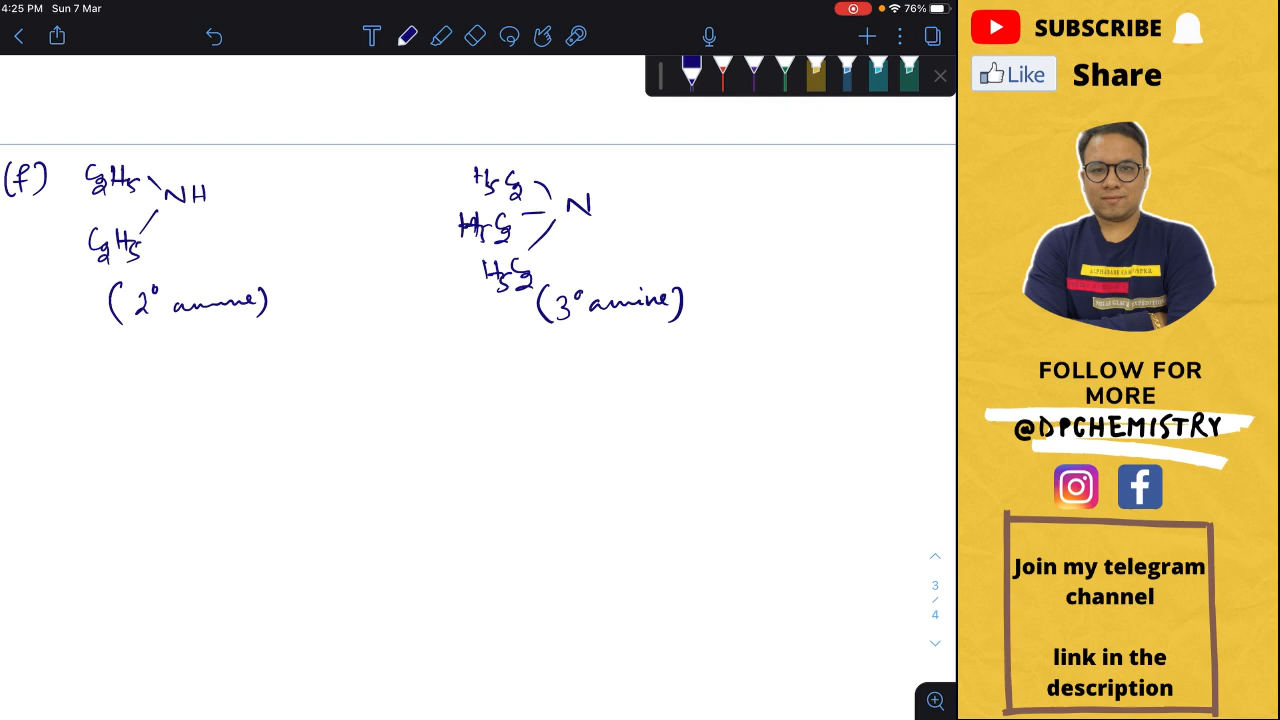 4:25 PM Sun 7 Mar
76%
(f)
C2H5
NH
C2H5
(2° amine)
H5C2
H5C2
N
H5C2
(3° amine)
3
/
4
SUBSCRIBE
Like
Share
FOLLOW FOR
MORE
@DPCHEMISTRY
Join my telegram
channel
link in the
description